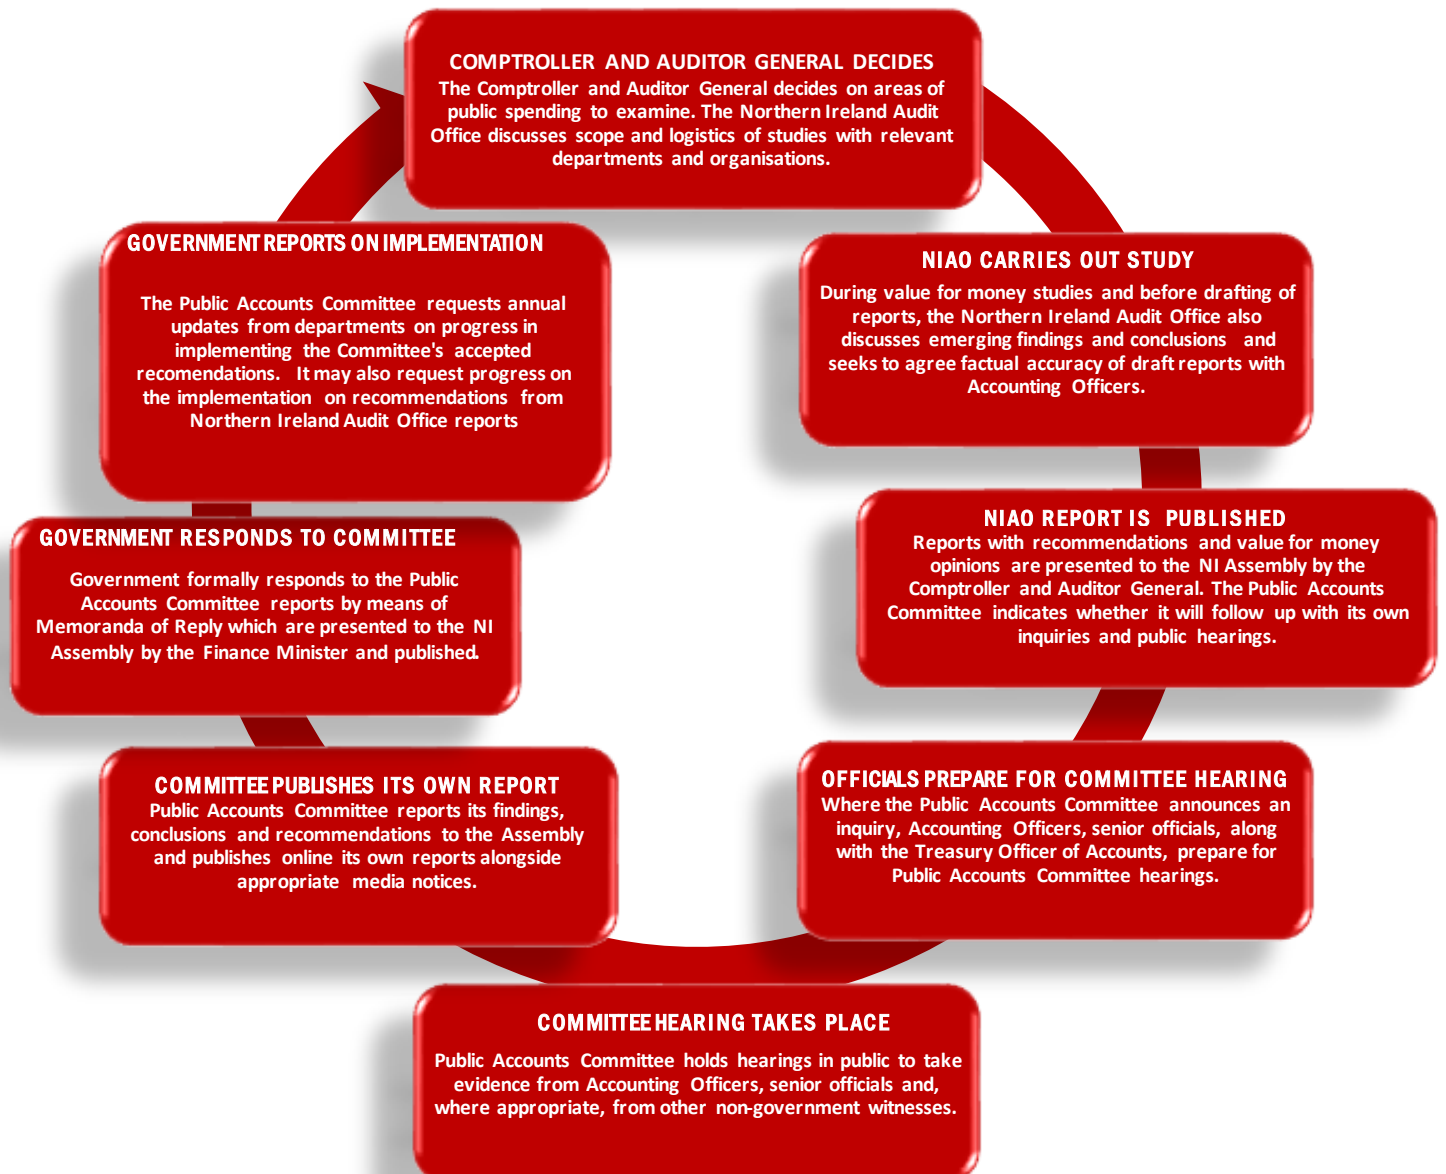 COMPTROLLER AND AUDITOR GENERAL DECIDES
The Comptroller and Auditor General decides on areas of
public spending to examine. The Northern Ireland Audit
Office discusses scope and logistics of studies with relevant
departments and organisations.
NIAO CARRIES OUT STUDY
During value for money studies and before drafting of
reports, the Northern Ireland Audit Office also
discusses emerging findings and conclusions and
seeks to agree factual accuracy of draft reports with
Accounting Officers.
NIAO REPORT IS PUBLISHED
Reports with recommendations and value for money
opinions are presented to the NI Assembly by the
Comptroller and Auditor General. The Public Accounts
Committee indicates whether it will follow up with its own
inquiries and public hearings.
OFFICIALS PREPARE FOR COMMITTEE HEARING
Where the Public Accounts Committee announces an
inquiry, Accounting Officers, senior officials, along
with the Treasury Officer of Accounts, prepare for
Public Accounts Committee hearings.
COMMITTEE HEARING TAKES PLACE
Public Accounts Committee holds hearings in public to take
evidence from Accounting Officers, senior officials and,
where appropriate, from other non-government witnesses.
COMMITTEE PUBLISHES ITS OWN REPORT
Public Accounts Committee reports its findings,
conclusions and recommendations to the Assembly
and publishes online its own reports alongside
appropriate media notices.
GOVERNMENT RESPONDS TO COMMITTEE
Government formally responds to the Public
Accounts Committee reports by means of
Memoranda of Reply which are presented to the NI
Assembly by the Finance Minister and published.
GOVERNMENT REPORTS ON IMPLEMENTATION
The Public Accounts Committee requests annual
updates from departments on progress in
implementing the Committee's accepted
recomendations. It may also request progress on
the implementation on recommendations from
Northern Ireland Audit Office reports